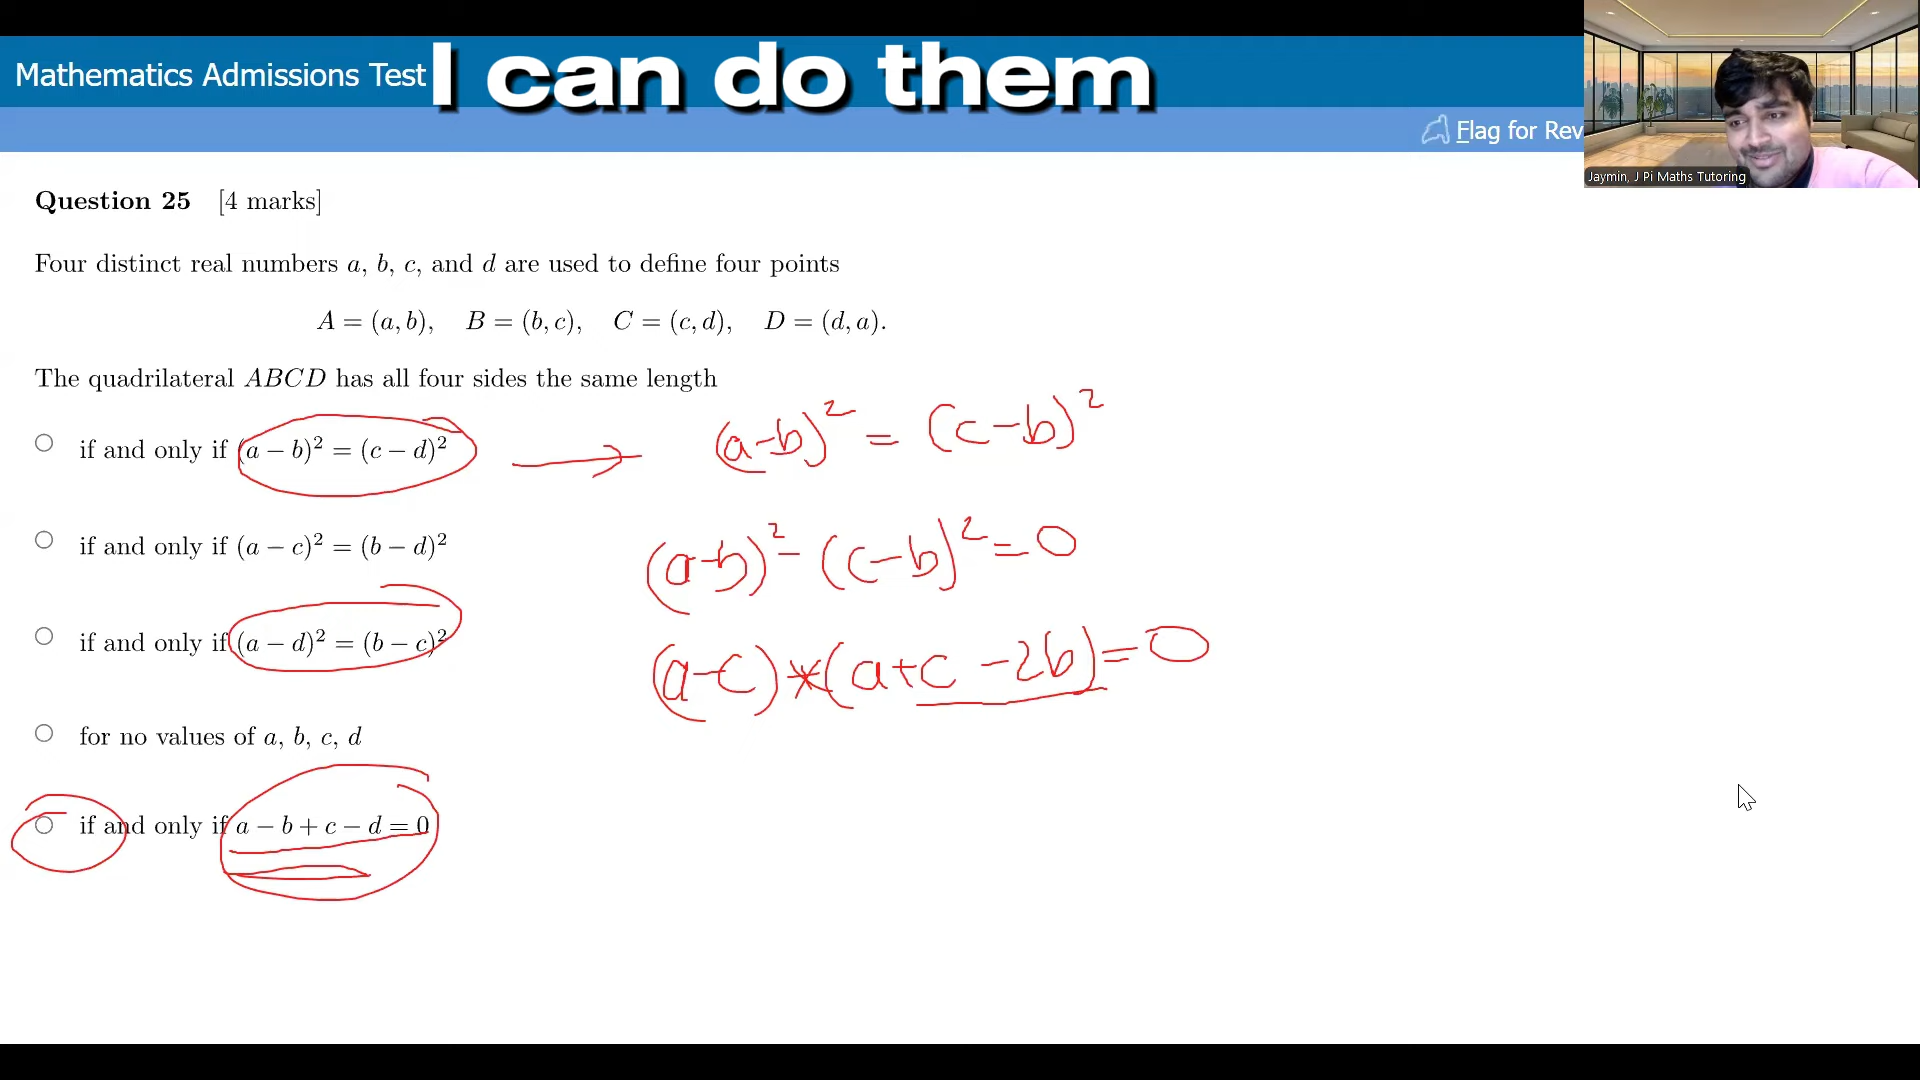 Mathematics Admissions Test
I can do them
Flag for Rev
Jaymin, J Pi Maths Tutoring
Question 25 [4 marks]
Four distinct real numbers a, b, c, and d are used to define four points
A = (a, b), B = (b, c), C = (c, d), D = (d, a).
The quadrilateral ABCD has all four sides the same length
if and only if (a − b)² = (c − d)²
if and only if (a − c)² = (b − d)²
if and only if (a − d)² = (b − c)²
for no values of a, b, c, d
if and only if a − b + c − d = 0
(a-b)² = (c-b)²
(a-b)² - (c-b)² = 0
(a-c)*(a+c-2b)=0